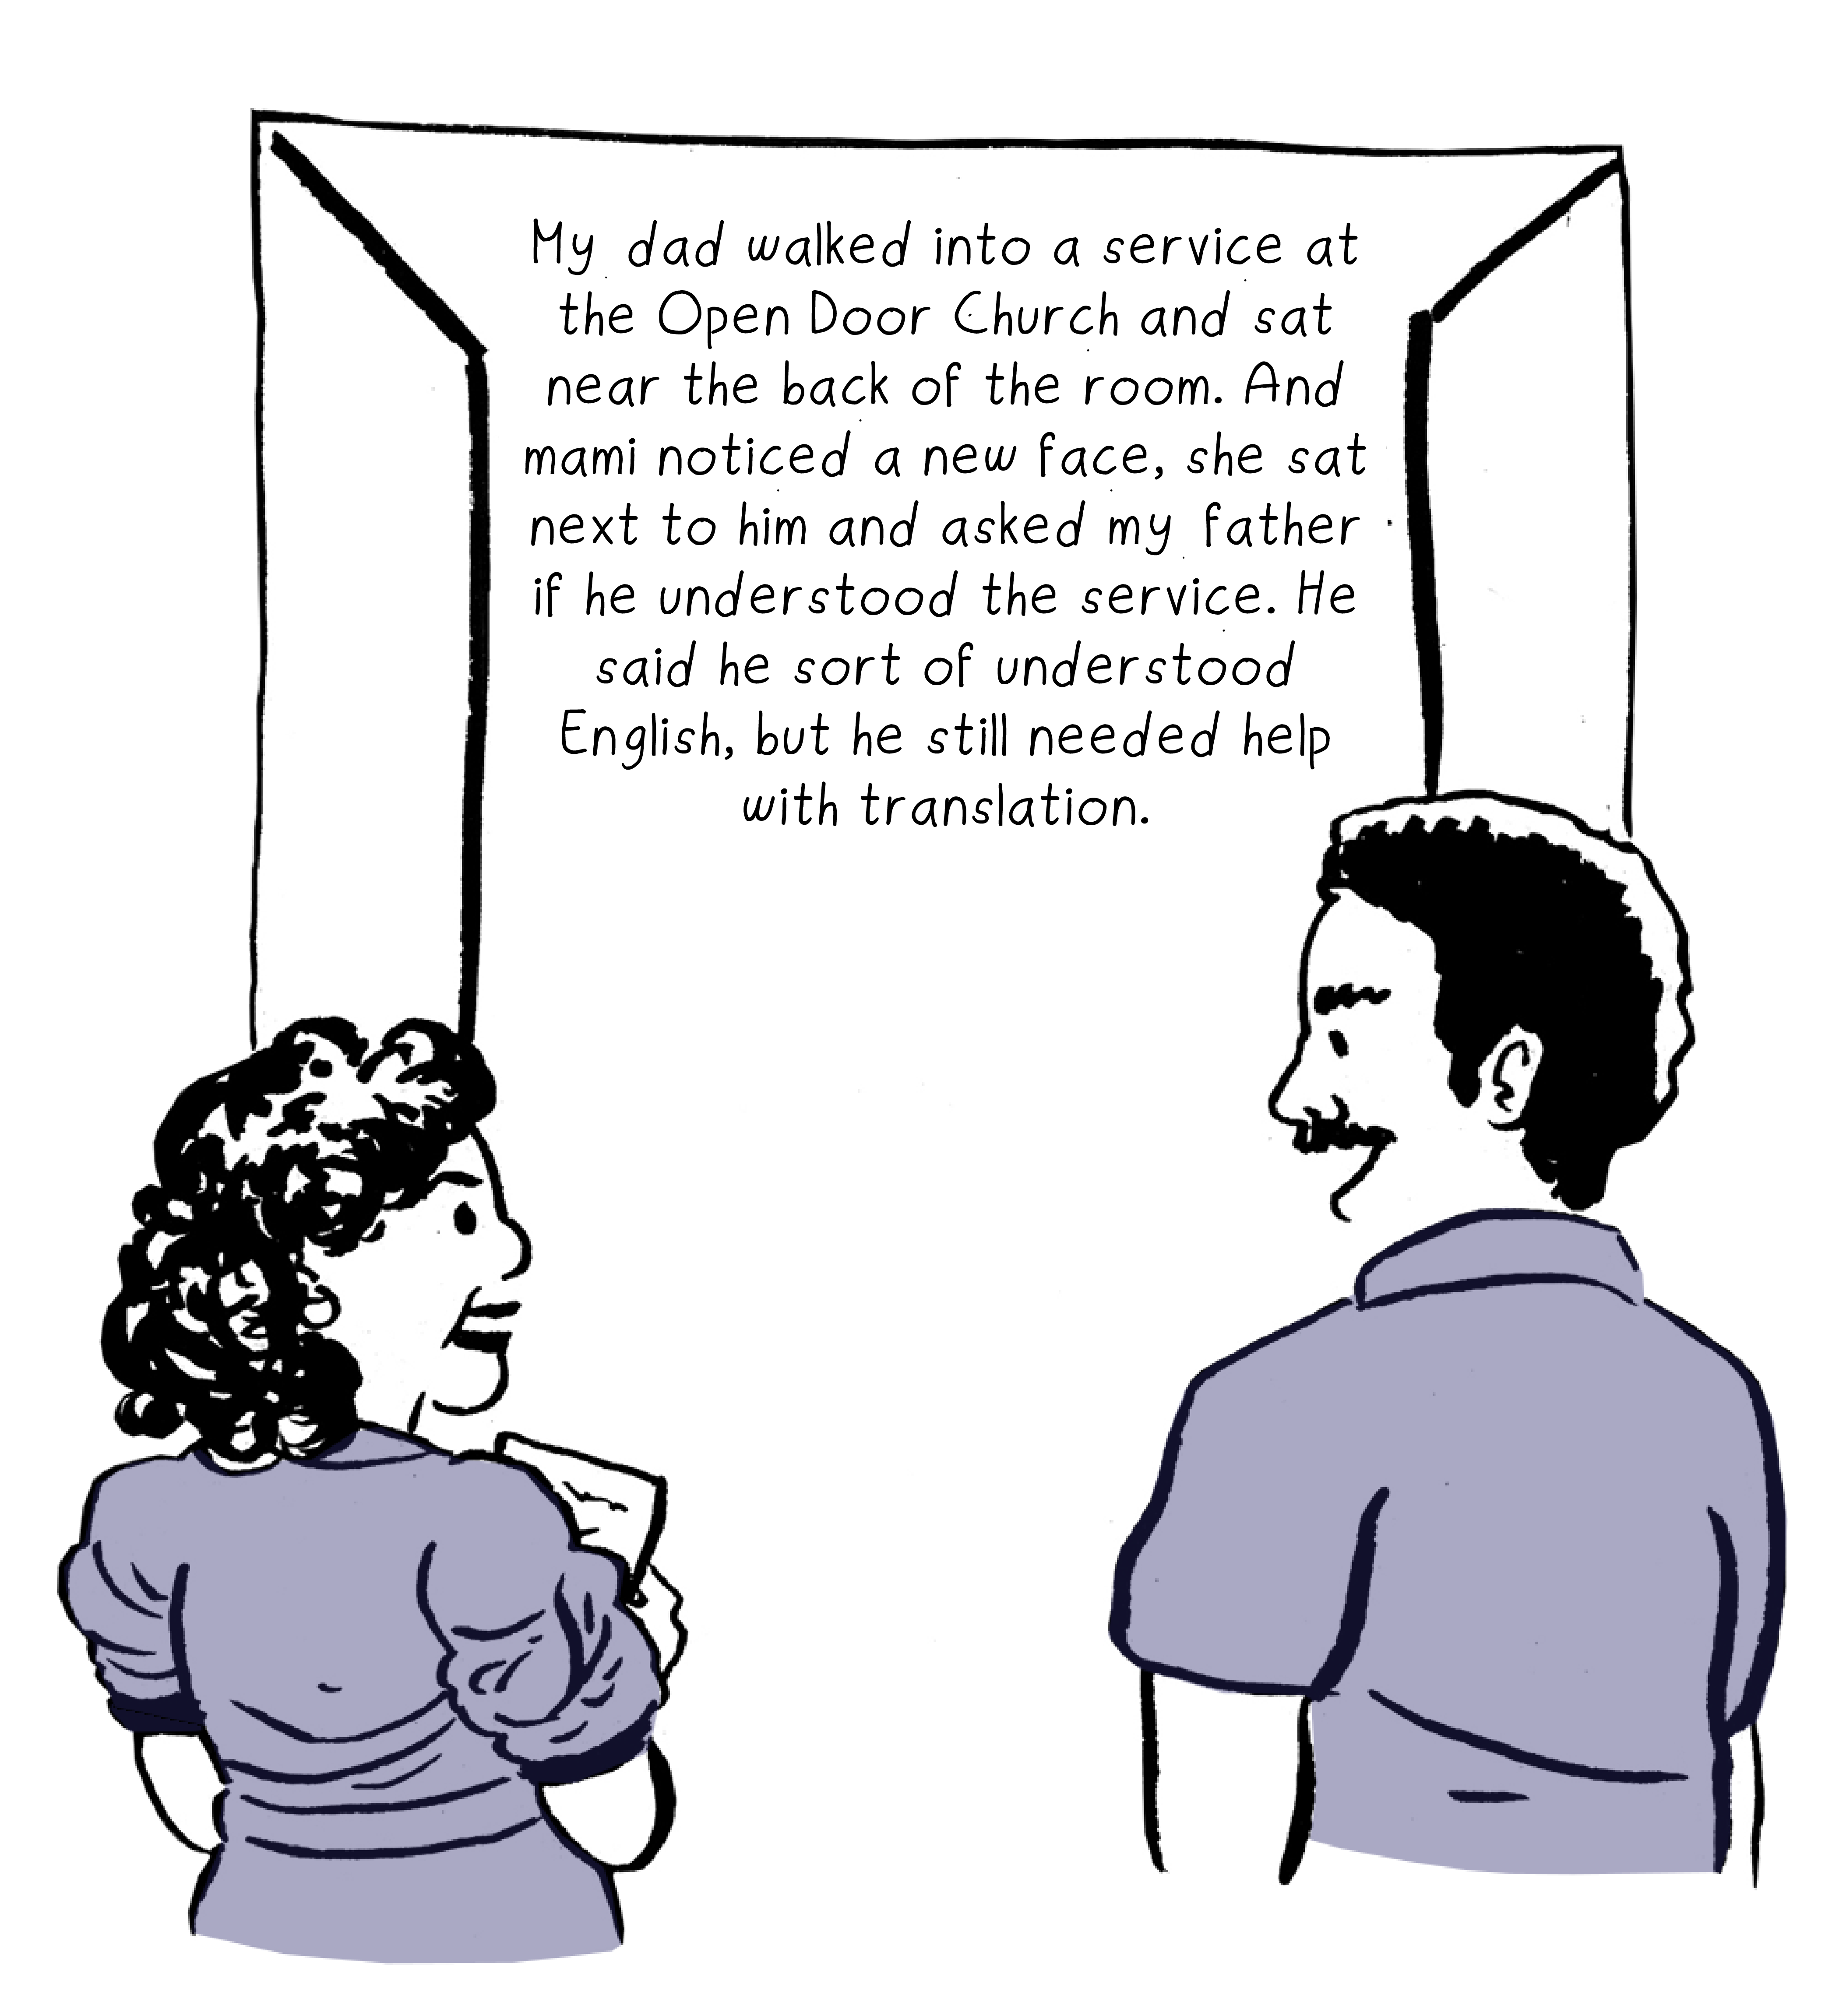 My dad walked into a service at
the Open Door Church and sat
near the back of the room. And
mami noticed a new face, she sat
next to him and asked my father
if he understood the service. He
said he sort of understood
English, but he still needed help
with translation.